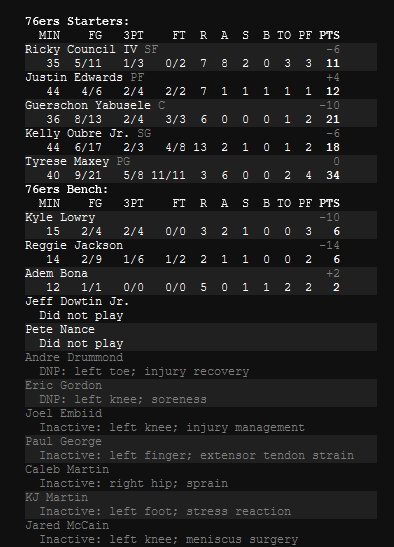 76ers Starters:
MIN FG 3PT FT R A S B TO PF PTS
Ricky Council IV SF -6
35 5/11 1/3 0/2 7 8 2 0 3 3 11
Justin Edwards PF +4
44 4/6 2/4 2/2 7 1 1 1 1 1 12
Guerschon Yabusele C -10
36 8/13 2/4 3/3 6 0 0 0 1 2 21
Kelly Oubre Jr. SG -6
44 6/17 2/3 4/8 13 2 1 0 1 2 18
Tyrese Maxey PG 0
40 9/21 5/8 11/11 3 6 0 0 2 4 34
76ers Bench:
MIN FG 3PT FT R A S B TO PF PTS
Kyle Lowry -10
15 2/4 2/4 0/0 3 2 1 0 0 3 6
Reggie Jackson -14
14 2/9 1/6 1/2 2 1 1 0 0 2 6
Adem Bona +2
12 1/1 0/0 0/0 5 0 1 1 2 2 2
Jeff Dowtin Jr.
Did not play
Pete Nance
Did not play
Andre Drummond
DNP: left toe; injury recovery
Eric Gordon
DNP: left knee; soreness
Joel Embiid
Inactive: left knee; injury management
Paul George
Inactive: left finger; extensor tendon strain
Caleb Martin
Inactive: right hip; sprain
KJ Martin
Inactive: left foot; stress reaction
Jared McCain
Inactive: left knee; meniscus surgery